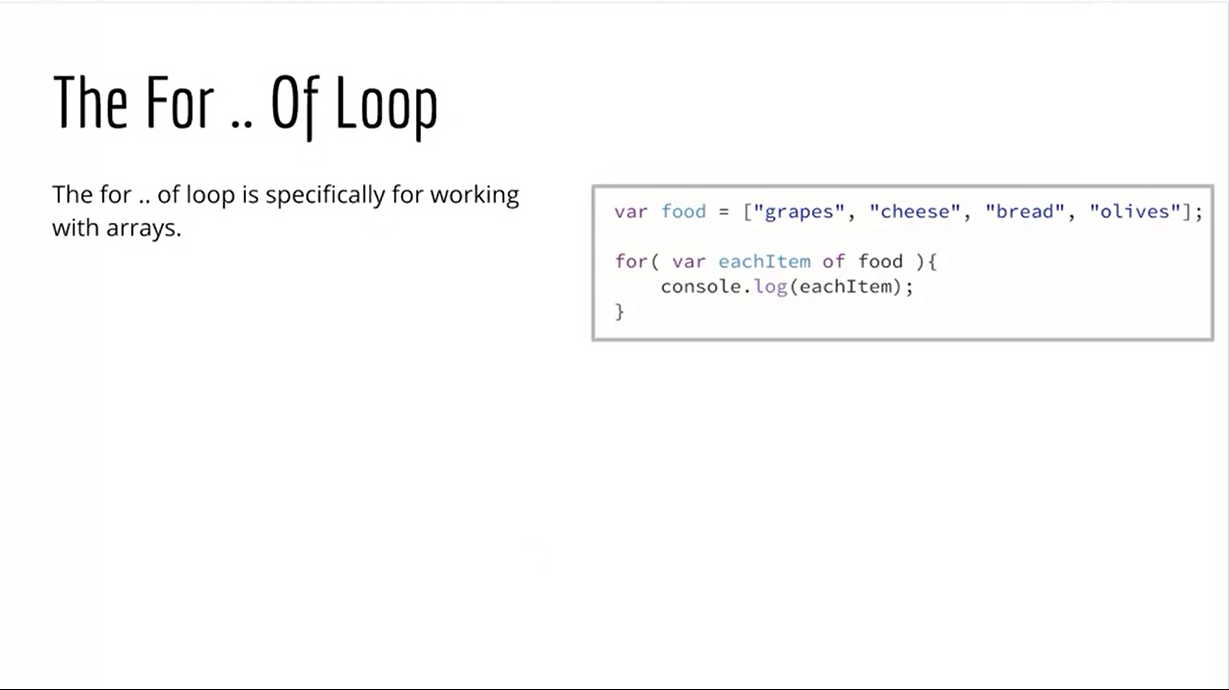 The For .. Of Loop
The for .. of loop is specifically for working
with arrays.
var food = ["grapes", "cheese", "bread", "olives"];
for( var eachItem of food ){
    console.log(eachItem);
}